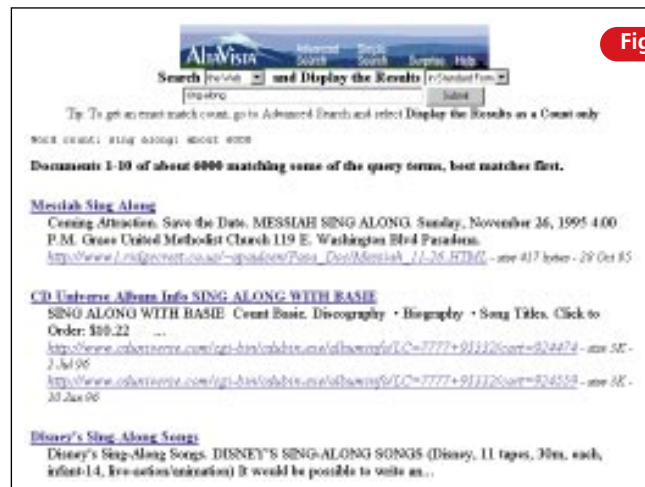 Fig
ALTAVISTA Advanced Search Simple Search Surprise Help
Search the Web and Display the Results in Standard Form
sing along Submit
Tip: To get an exact match count, go to Advanced Search and select Display the Results as a Count only
Word count: sing along: about 6000
Documents 1-10 of about 6000 matching some of the query terms, best matches first.
Messiah Sing Along
Coming Attraction. Save the Date. MESSIAH SING ALONG. Sunday, November 26, 1995 4:00
P.M. Grace United Methodist Church 119 E. Washington Blvd Pasadena.
- size 417 bytes - 28 Oct 95
CD Universe Album Info SING ALONG WITH BASIE
SING ALONG WITH BASIE Count Basie. Discography • Biography • Song Titles. Click to
Order: $10.22 ...
- size 5K -
2 Jul 96
- size 5K -
10 Jun 96
Disney's Sing-Along Songs
Disney's Sing-Along Songs. DISNEY'S SING-ALONG SONGS (Disney, 11 tapes, 30m, each,
infant-14, live-action/animation) It would be possible to write an...